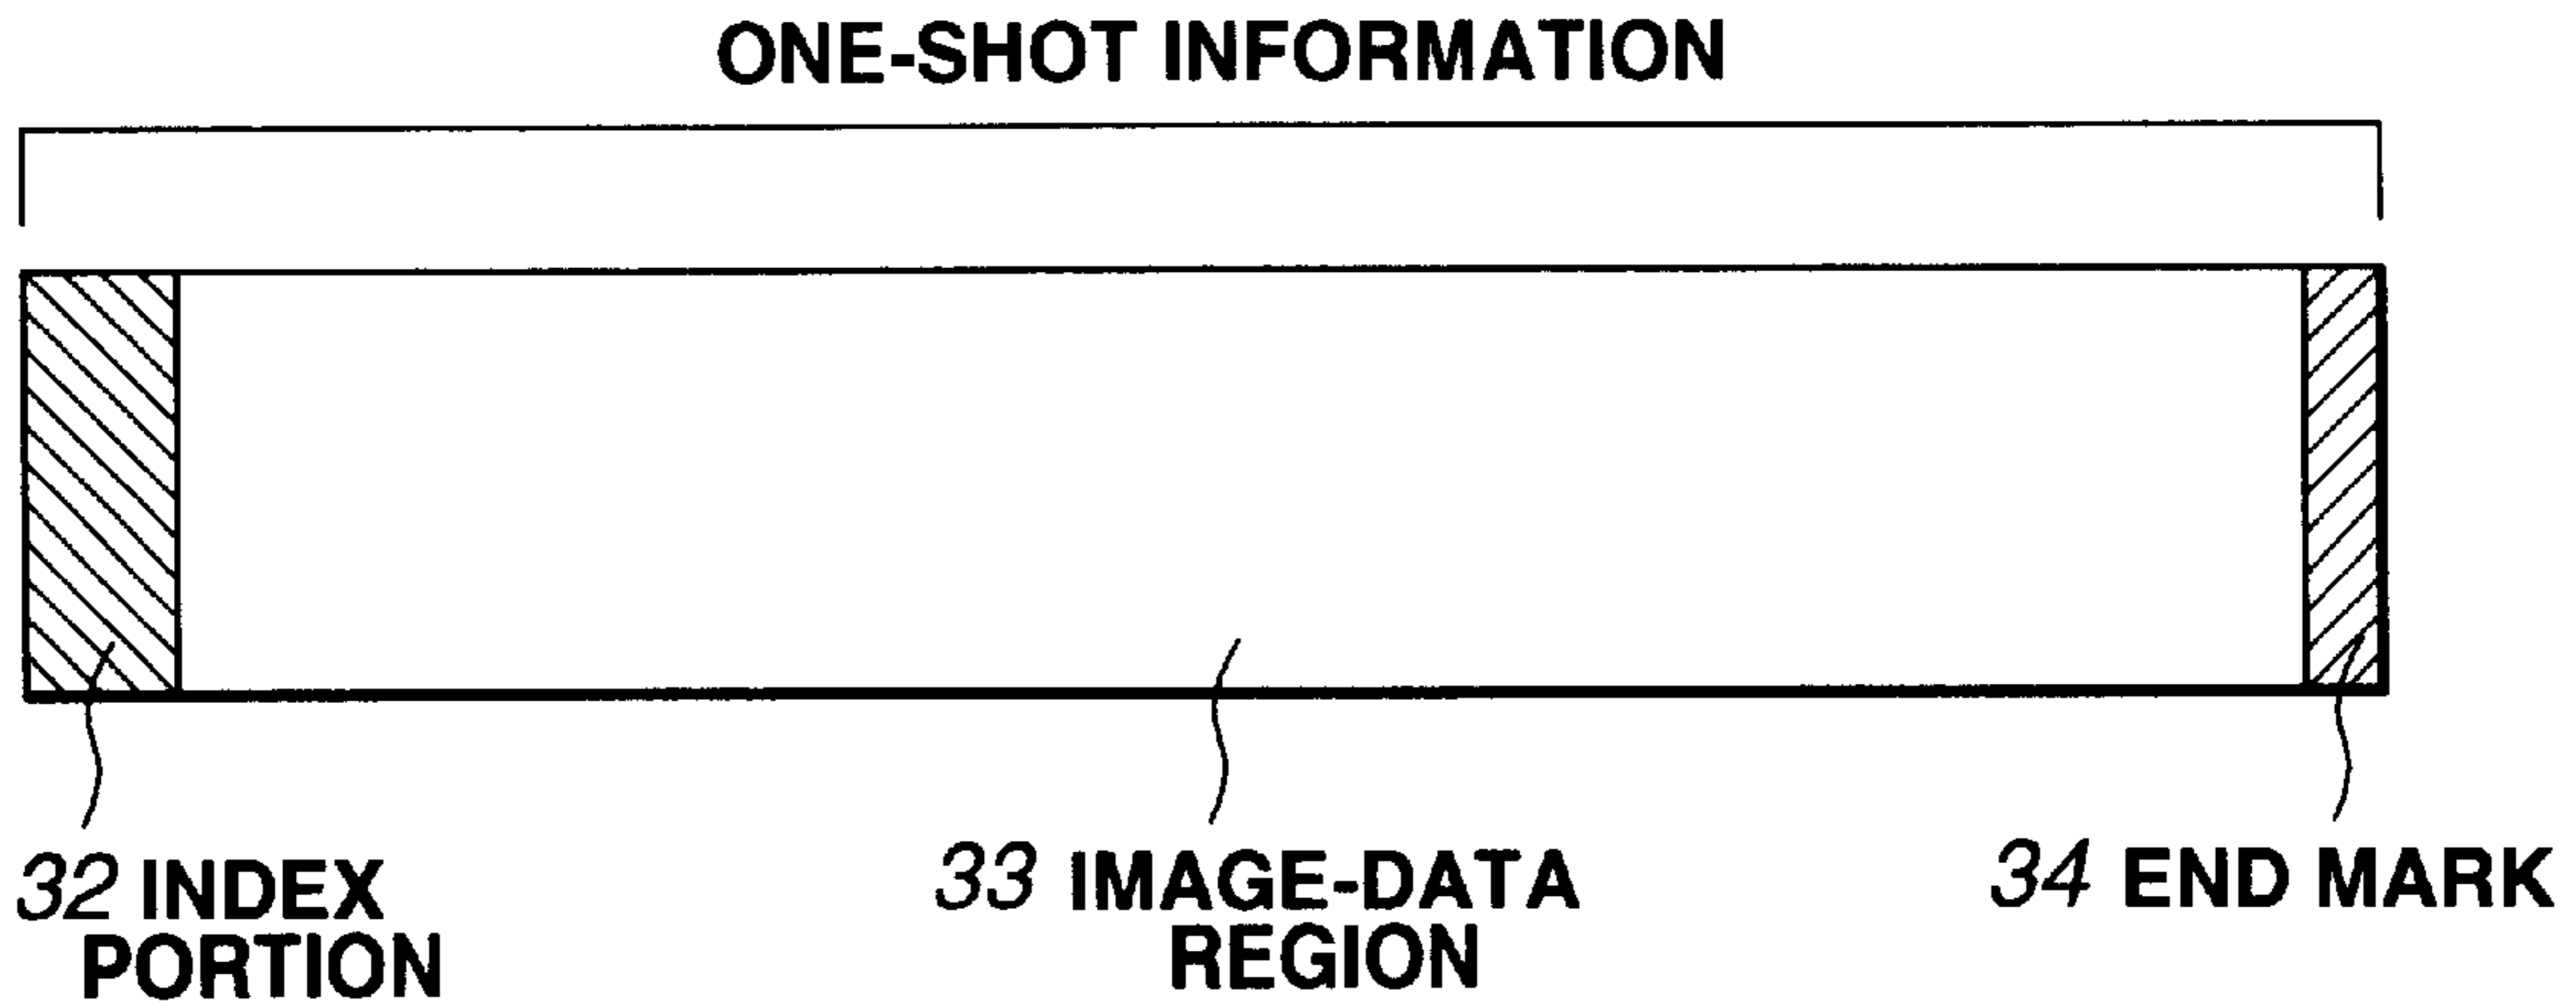 ONE-SHOT INFORMATION
32 INDEX
PORTION
33 IMAGE-DATA
REGION
34 END MARK